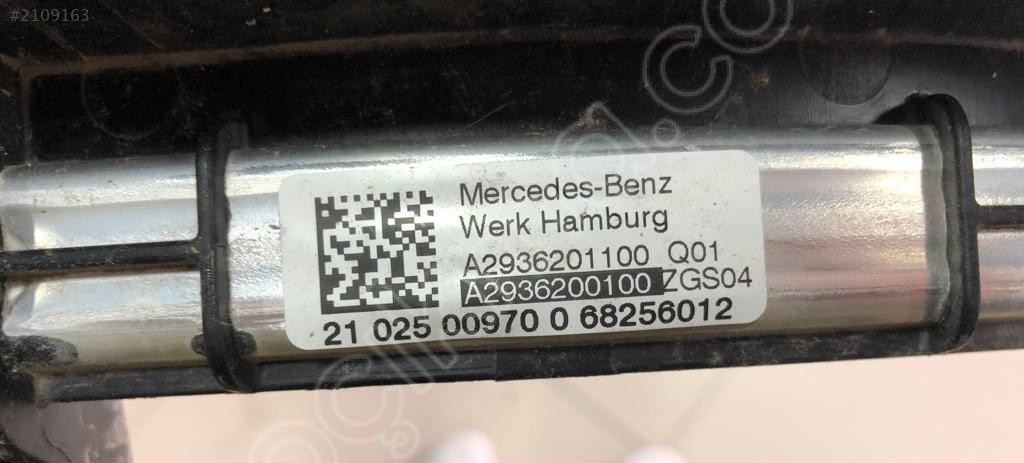 #2109163
Mercedes-Benz
Werk Hamburg
A2936201100 Q01
A2936200100 ZGS04
21 025 00970 0 68256012